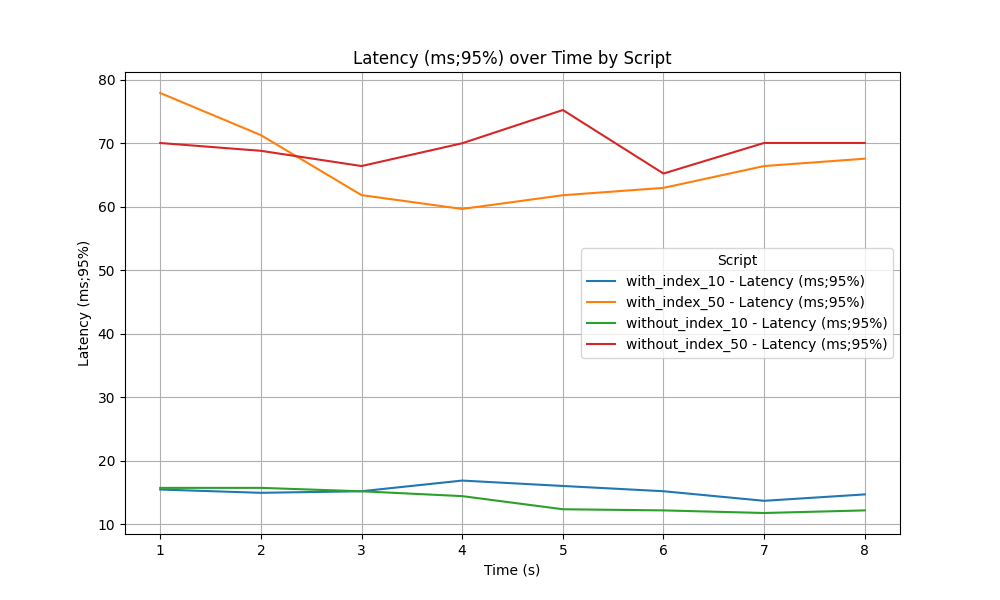 Latency (ms;95%) over Time by Script
Latency (ms;95%)
80
70
60
50
40
30
20
10
Script
with_index_10 - Latency (ms;95%)
with_index_50 - Latency (ms;95%)
without_index_10 - Latency (ms;95%)
without_index_50 - Latency (ms;95%)
1 2 3 4 5 6 7 8
Time (s)